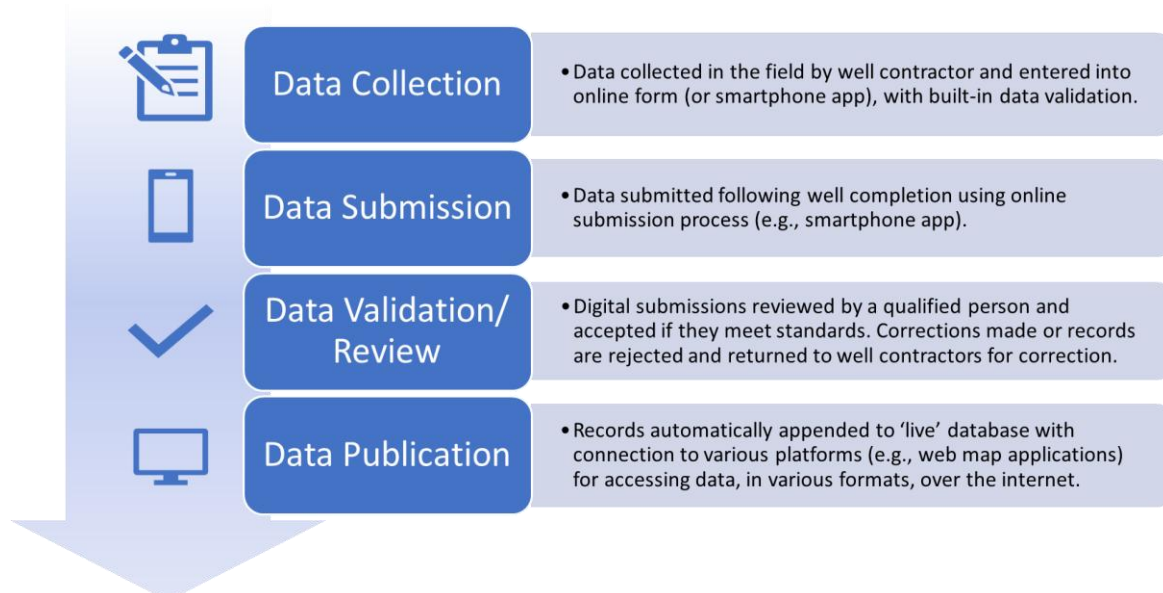 Data Collection
•Data collected in the field by well contractor and entered into
online form (or smartphone app), with built-in data validation.
Data Submission
•Data submitted following well completion using online
submission process (e.g., smartphone app).
Data Validation/
Review
•Digital submissions reviewed by a qualified person and
accepted if they meet standards. Corrections made or records
are rejected and returned to well contractors for correction.
Data Publication
•Records automatically appended to ‘live’ database with
connection to various platforms (e.g., web map applications)
for accessing data, in various formats, over the internet.